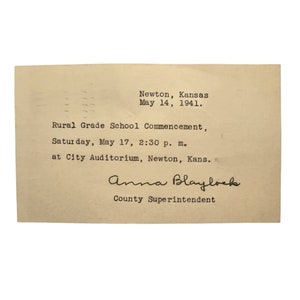 Newton, Kansas
May 14, 1941.
Rural Grade School Commencement,
Saturday, May 17, 2:30 p. m.
at City Auditorium, Newton, Kans.
Anna Blaylock
County Superintendent